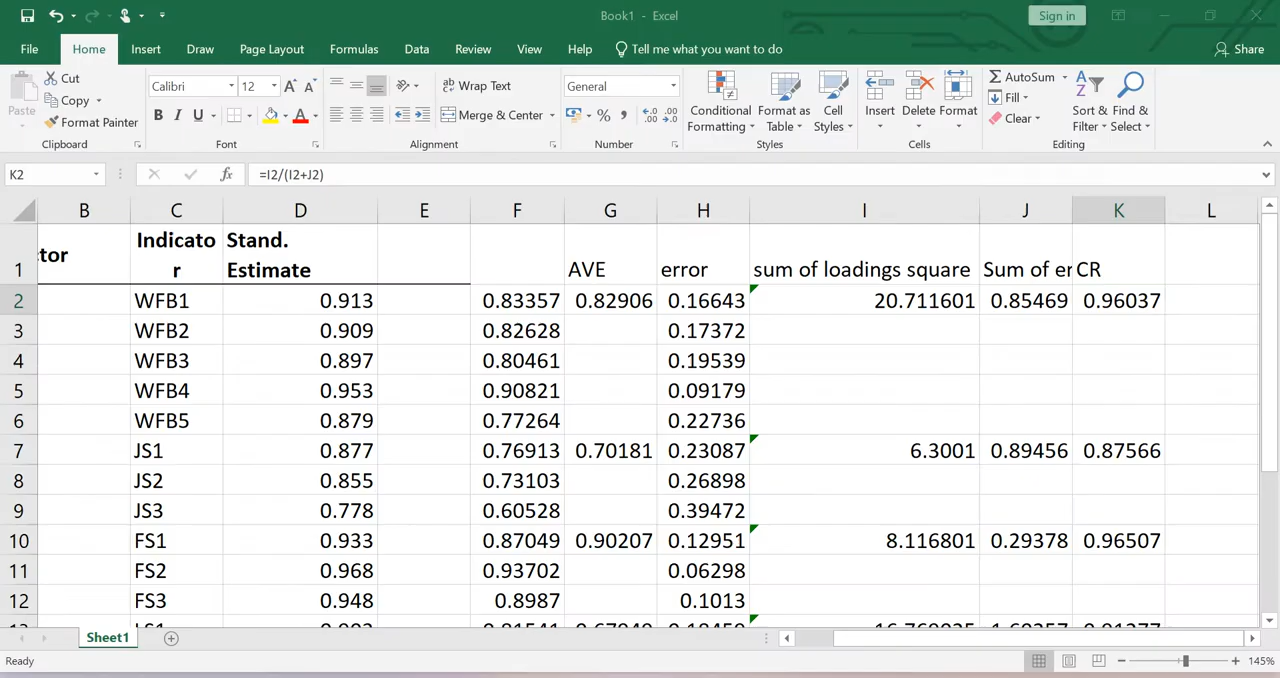 Book1 - Excel Sign in
File Home Insert Draw Page Layout Formulas Data Review View Help Tell me what you want to do Share
Paste Cut Copy Format Painter
Calibri 12 A A B I U A
ab Wrap Text Merge & Center
General % ,
Conditional Formatting Format as Table Cell Styles
Insert Delete Format
AutoSum Fill Clear Sort & Filter Find & Select
Clipboard Font Alignment Number Styles Cells Editing
K2 fx =I2/(I2+J2)
B C D E F G H I J K L
1 tor Indicato r Stand. Estimate AVE error sum of loadings square Sum of er CR
2 WFB1 0.913 0.83357 0.82906 0.16643 20.711601 0.85469 0.96037
3 WFB2 0.909 0.82628 0.17372
4 WFB3 0.897 0.80461 0.19539
5 WFB4 0.953 0.90821 0.09179
6 WFB5 0.879 0.77264 0.22736
7 JS1 0.877 0.76913 0.70181 0.23087 6.3001 0.89456 0.87566
8 JS2 0.855 0.73103 0.26898
9 JS3 0.778 0.60528 0.39472
10 FS1 0.933 0.87049 0.90207 0.12951 8.116801 0.29378 0.96507
11 FS2 0.968 0.93702 0.06298
12 FS3 0.948 0.8987 0.1013
Sheet1
Ready 145%